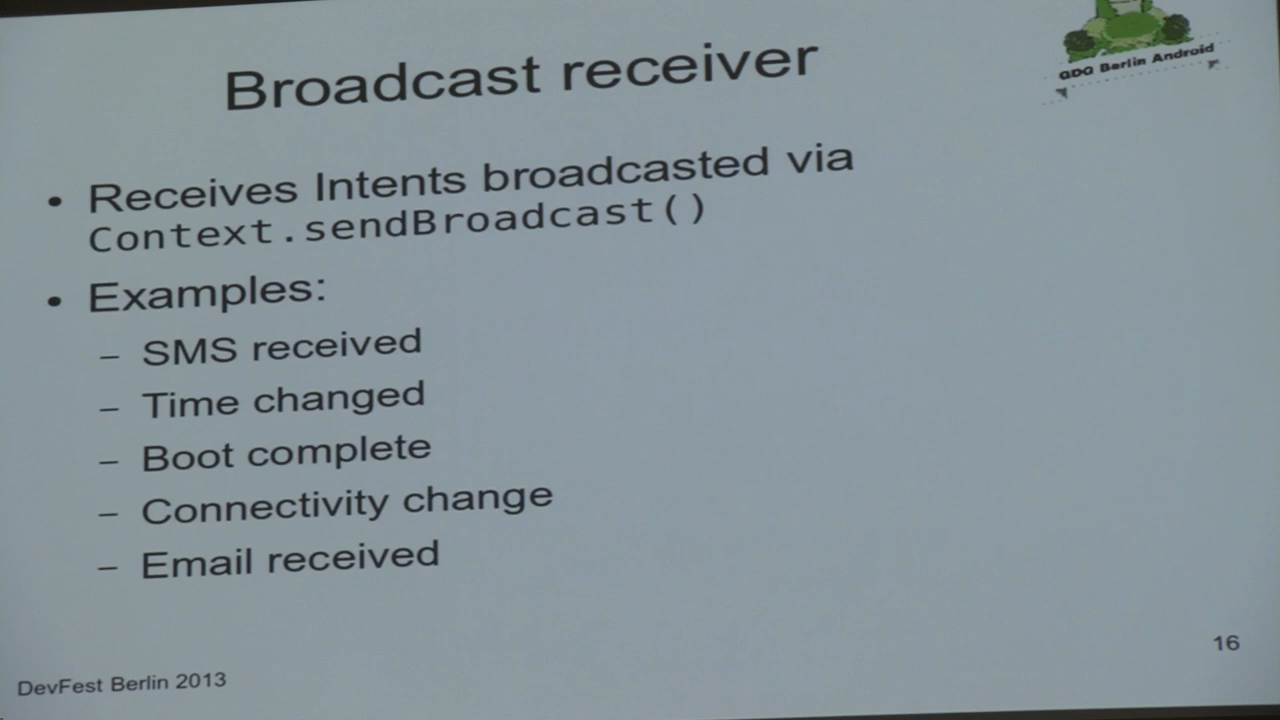 Broadcast receiver
GDG Berlin Android
• Receives Intents broadcasted via
Context.sendBroadcast()
• Examples:
– SMS received
– Time changed
– Boot complete
– Connectivity change
– Email received
16
DevFest Berlin 2013